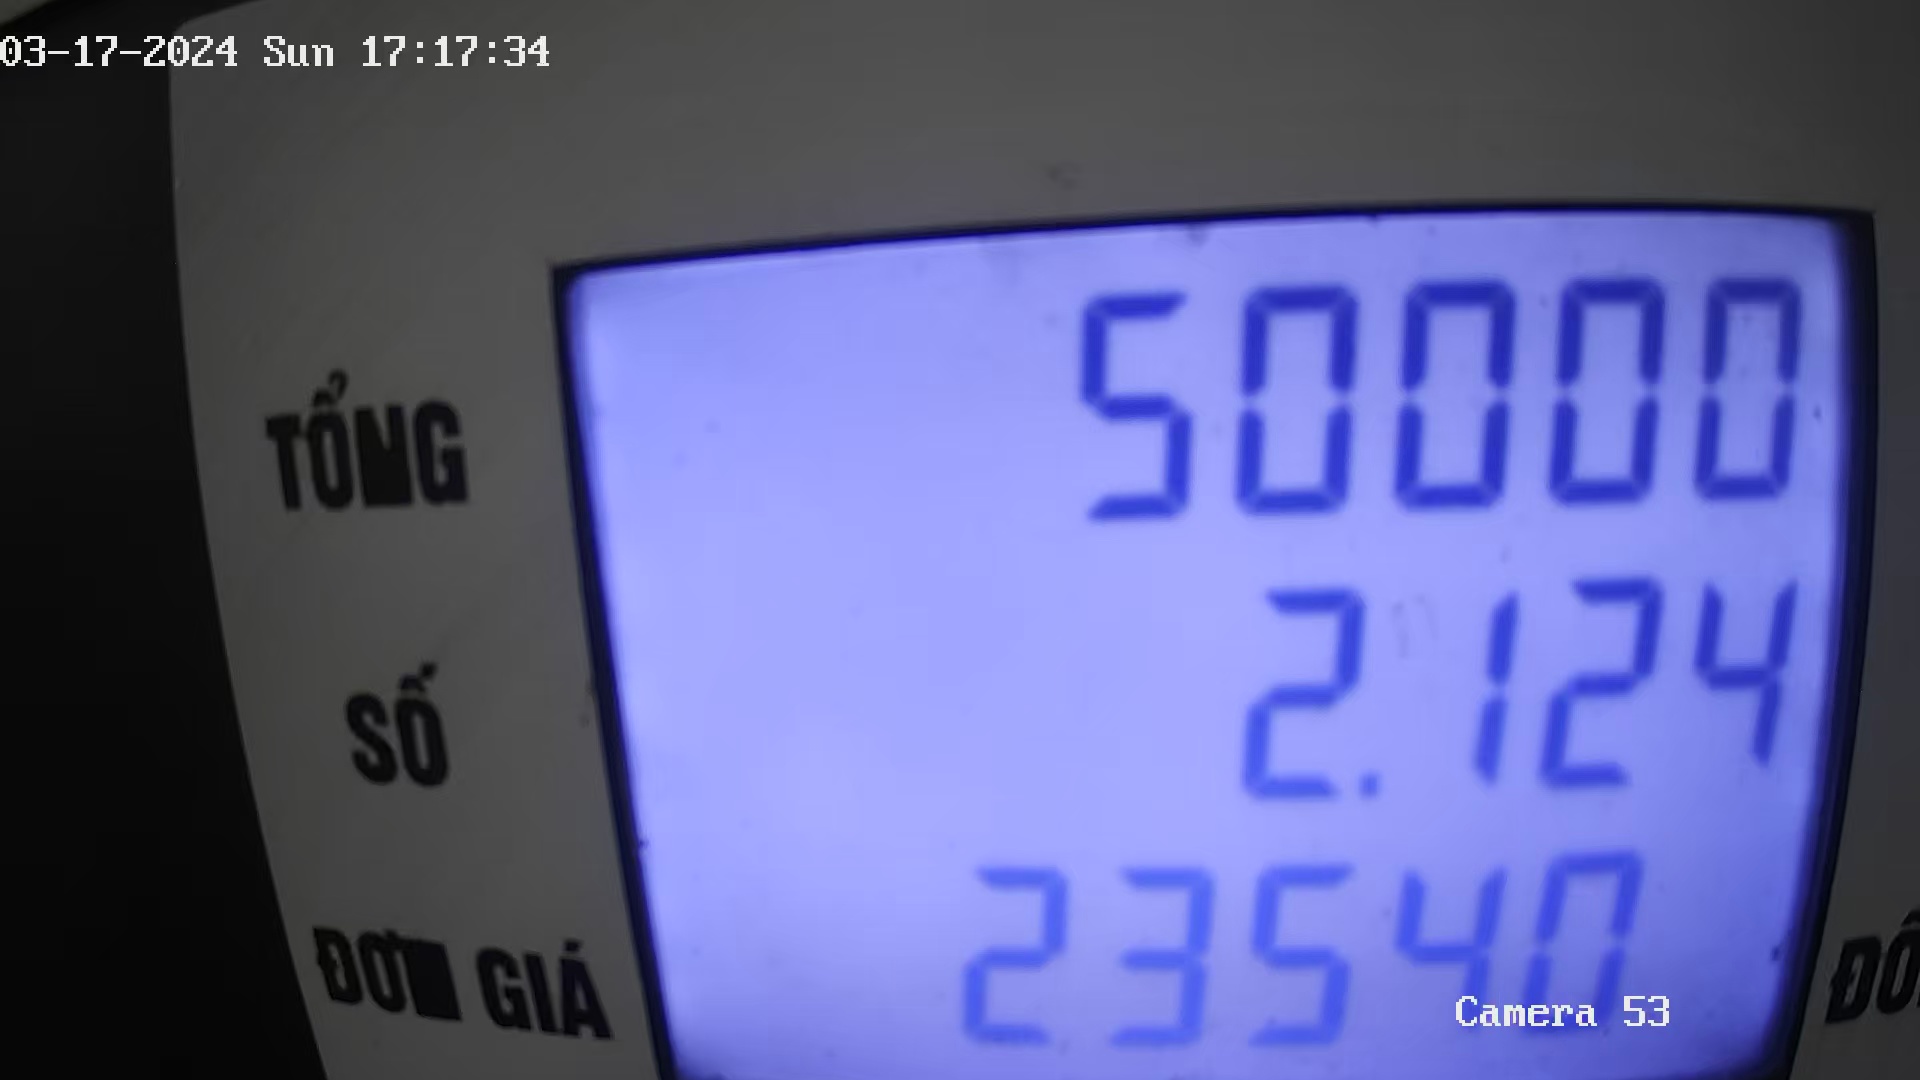 03-17-2024 Sun 17:17:34
TỔNG 50000
SỐ 2.124
ĐƠN GIÁ 23540
Camera 53